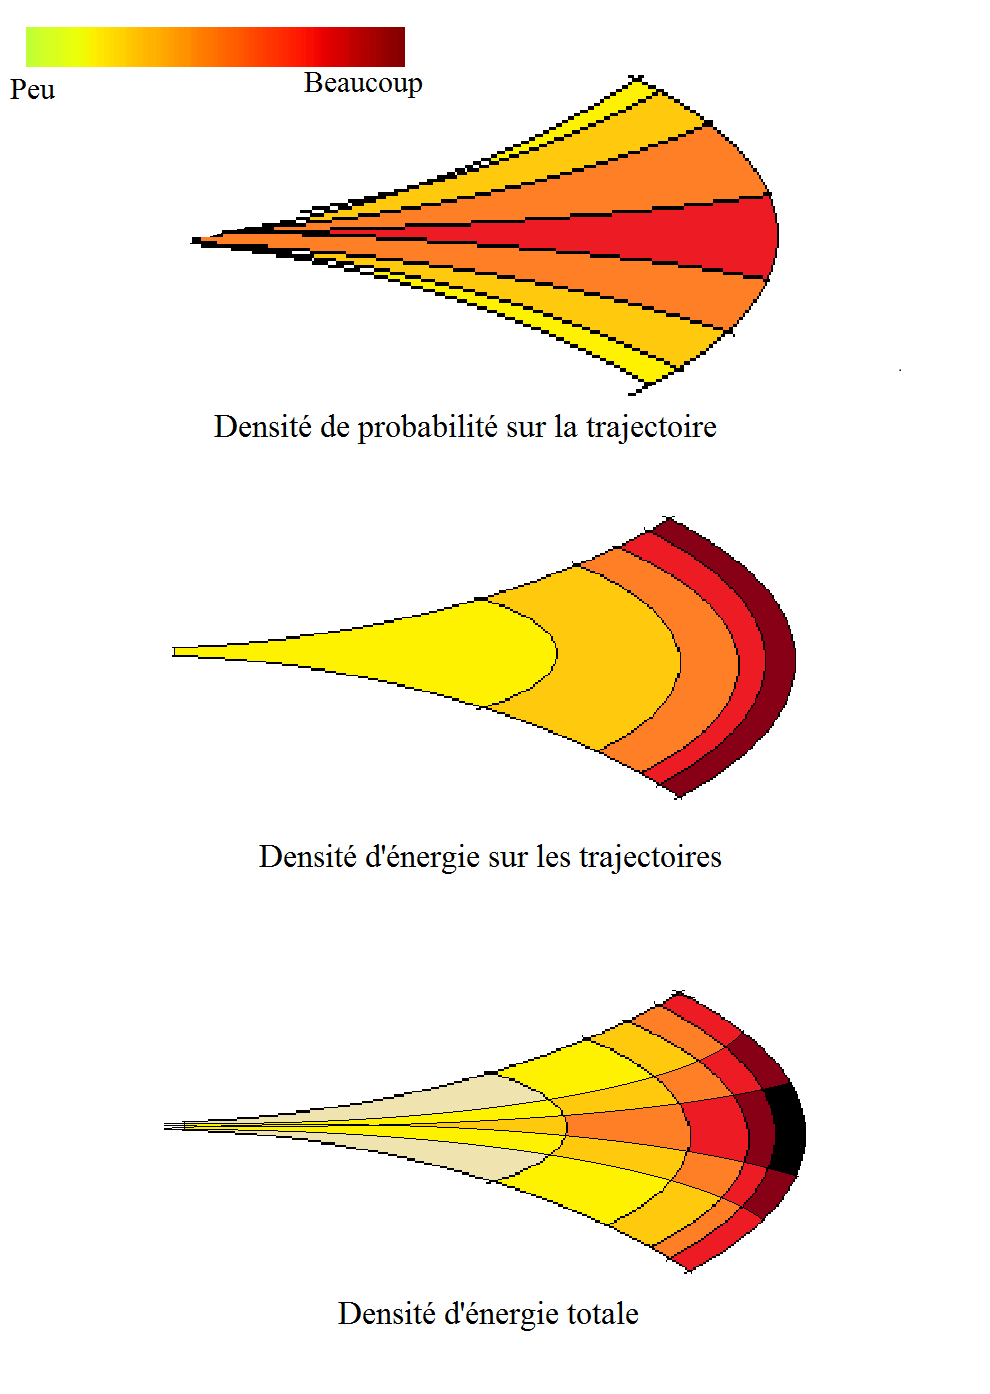 Peu
Beaucoup
Densité de probabilité sur la trajectoire
Densité d'énergie sur les trajectoires
Densité d'énergie totale